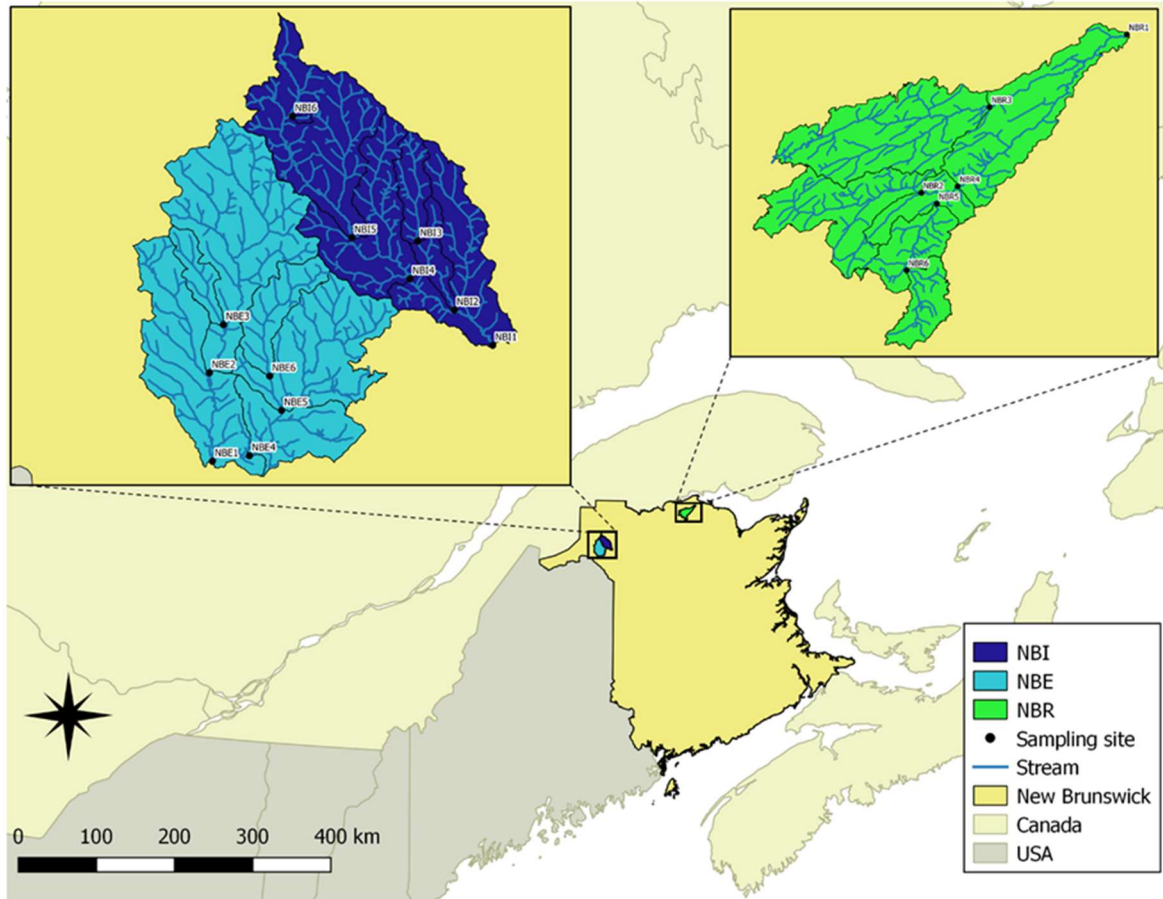 NBI6
NBI5
NBI3
NBI4
NBI2
NBI1
NBE3
NBE2
NBE6
NBE5
NBE4
NBE1
NBR1
NBR3
NBR2
NBR4
NBR5
NBR6
NBI
NBE
NBR
Sampling site
Stream
New Brunswick
Canada
USA
0 100 200 300 400 km